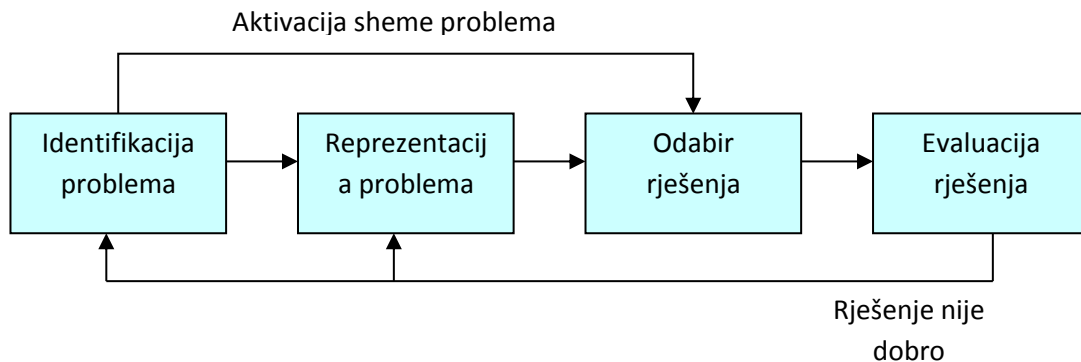 Aktivacija sheme problema
Identifikacija
problema
Reprezentacij
a problema
Odabir
rješenja
Evaluacija
rješenja
Rješenje nije
dobro